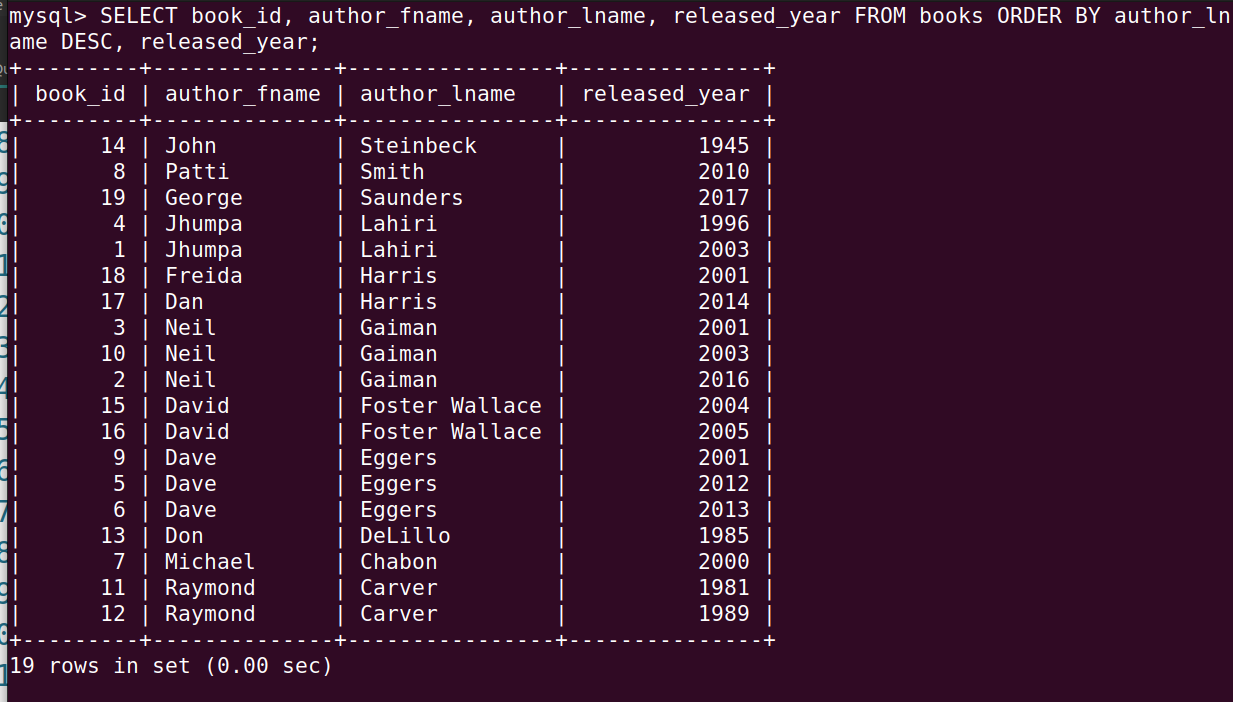 mysql> SELECT book_id, author_fname, author_lname, released_year FROM books ORDER BY author_ln
ame DESC, released_year;
+---------+--------------+----------------+---------------+
| book_id | author_fname | author_lname   | released_year |
+---------+--------------+----------------+---------------+
|      14 | John         | Steinbeck      |          1945 |
|       8 | Patti        | Smith          |          2010 |
|      19 | George       | Saunders       |          2017 |
|       4 | Jhumpa       | Lahiri         |          1996 |
|       1 | Jhumpa       | Lahiri         |          2003 |
|      18 | Freida       | Harris         |          2001 |
|      17 | Dan          | Harris         |          2014 |
|       3 | Neil         | Gaiman         |          2001 |
|      10 | Neil         | Gaiman         |          2003 |
|       2 | Neil         | Gaiman         |          2016 |
|      15 | David        | Foster Wallace |          2004 |
|      16 | David        | Foster Wallace |          2005 |
|       9 | Dave         | Eggers         |          2001 |
|       5 | Dave         | Eggers         |          2012 |
|       6 | Dave         | Eggers         |          2013 |
|      13 | Don          | DeLillo        |          1985 |
|       7 | Michael      | Chabon         |          2000 |
|      11 | Raymond      | Carver         |          1981 |
|      12 | Raymond      | Carver         |          1989 |
+---------+--------------+----------------+---------------+
19 rows in set (0.00 sec)